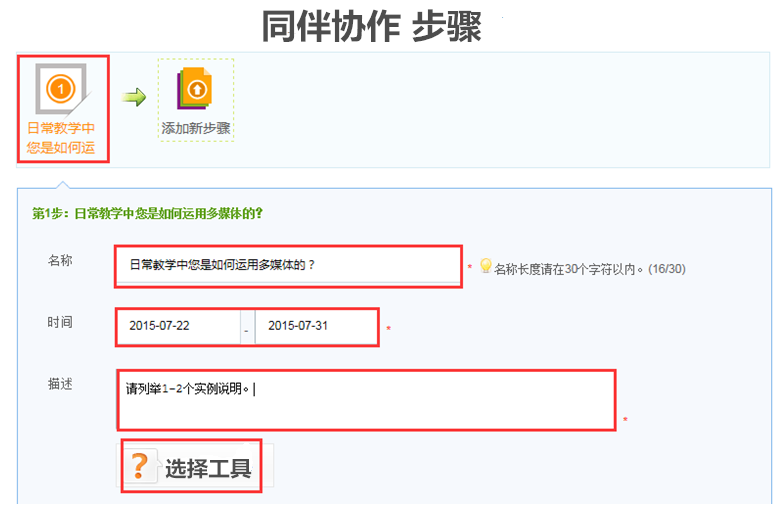 同伴协作 步骤
1
日常教学中
您是如何运
添加新步骤
第1步：日常教学中您是如何运用多媒体的?
名称
日常教学中您是如何运用多媒体的？
* 名称长度请在30个字符以内。(16/30)
时间
2015-07-22 - 2015-07-31 *
描述
请列举1-2个实例说明。
*
? 选择工具